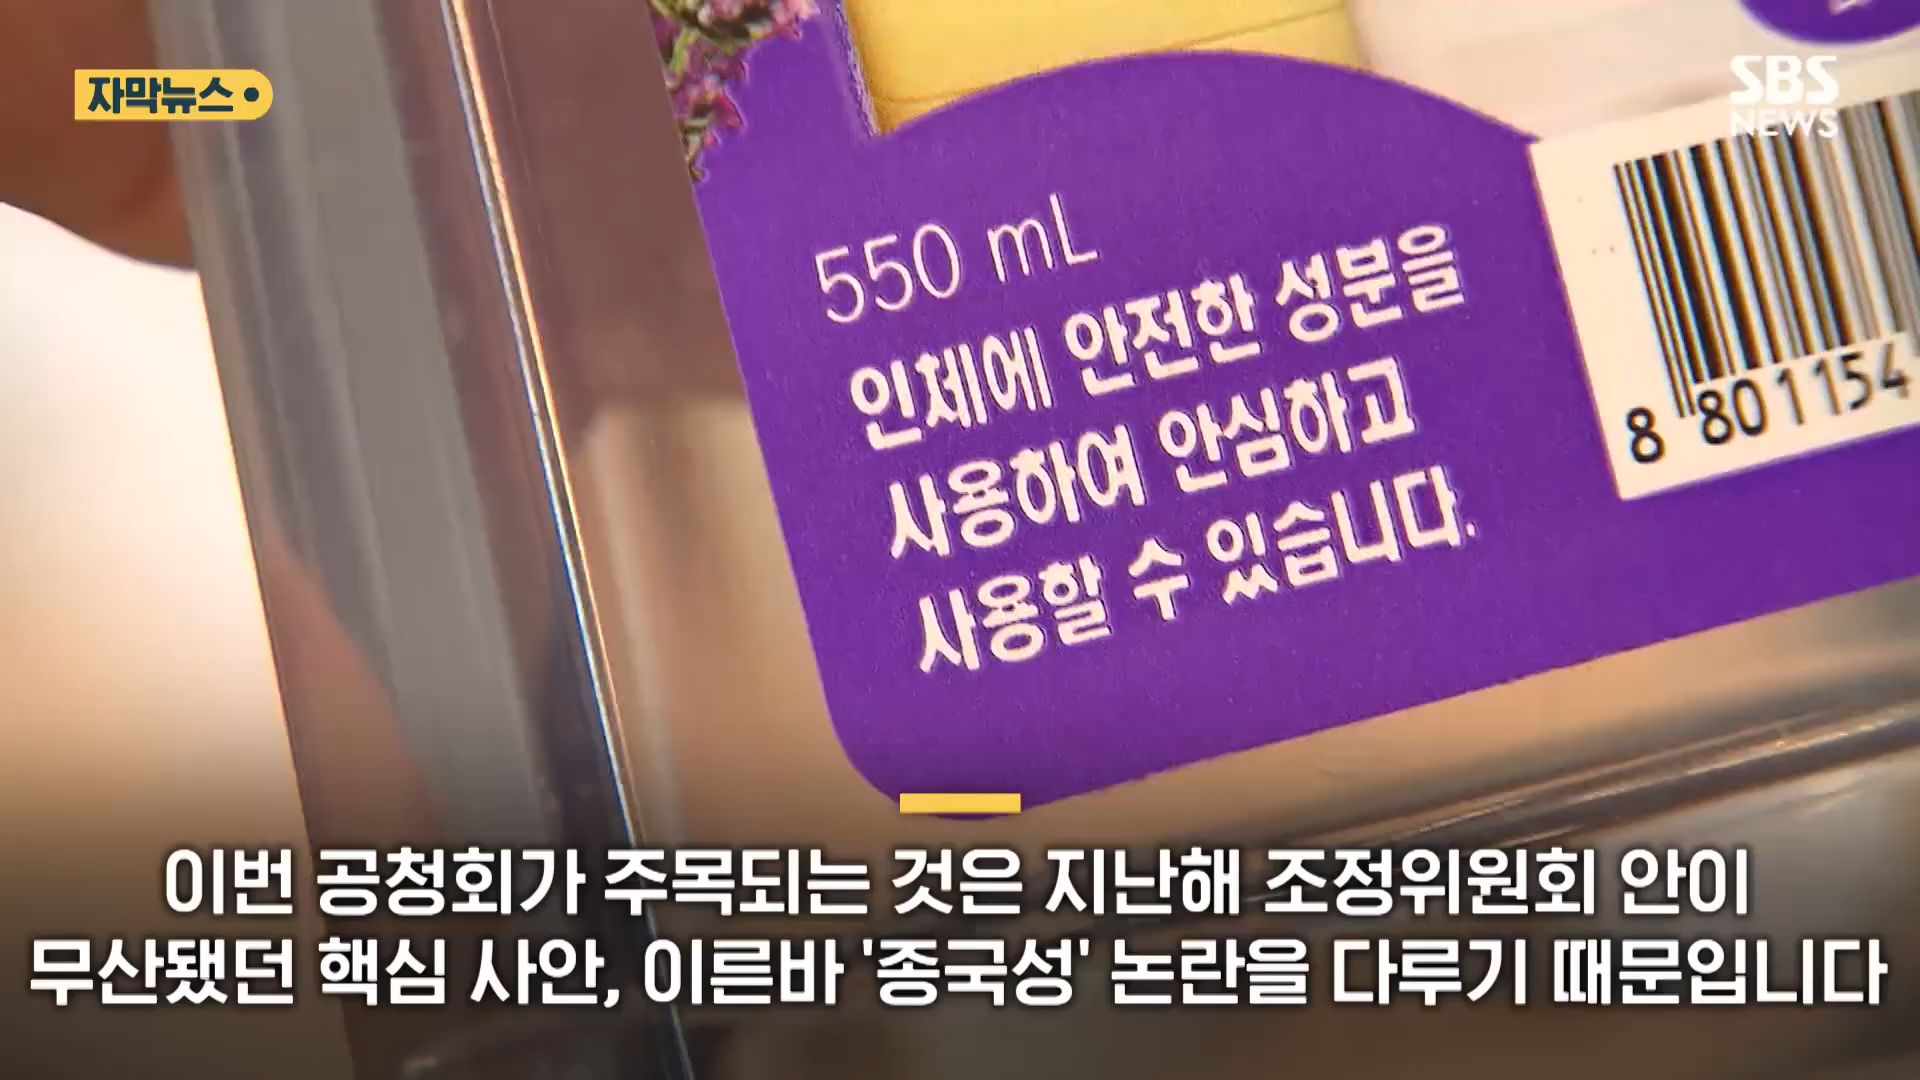 자막뉴스
SBS
NEWS
550 mL
인체에 안전한 성분을
사용하여 안심하고
사용할 수 있습니다.
8 801154
이번 공청회가 주목되는 것은 지난해 조정위원회 안이
무산됐던 핵심 사안, 이른바 '종국성' 논란을 다루기 때문입니다